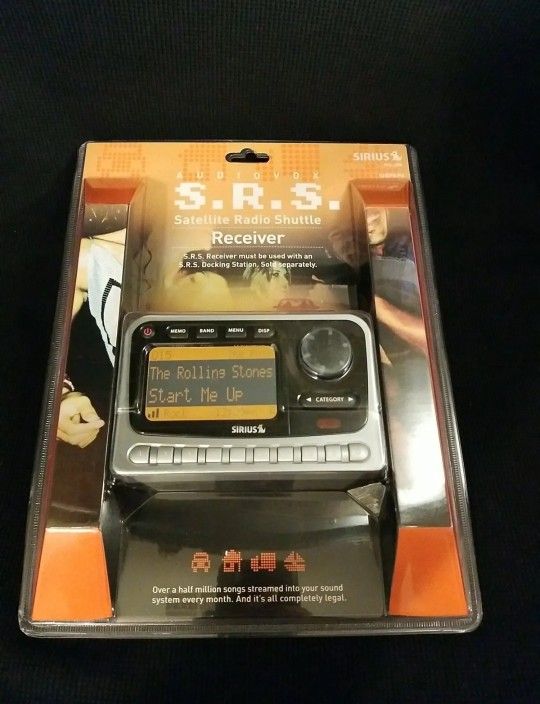 SIRIUS
AUDIOVOX
S.R.S.
Satellite Radio Shuttle
Receiver
S.R.S. Receiver must be used with an
S.R.S. Docking Station. Sold separately.
MEMO BAND MENU DISP
The Rolling Stones
Start Me Up
CATEGORY
SIRIUS
Over a half million songs streamed into your sound
system every month. And it's all completely legal.